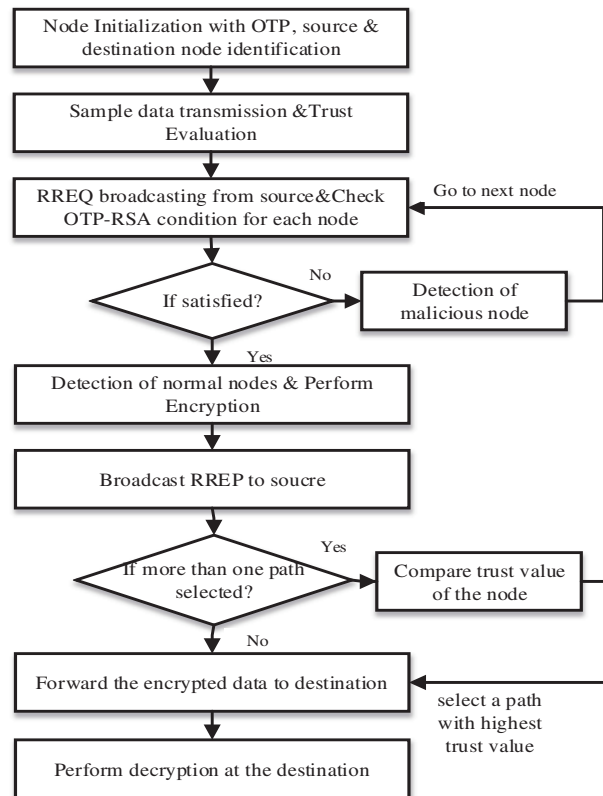 Node Initialization with OTP, source &
destination node identification
Sample data transmission &Trust
Evaluation
RREQ broadcasting from source&Check
OTP-RSA condition for each node
Go to next node
If satisfied?
No
Detection of
malicious node
Yes
Detection of normal nodes & Perform
Encryption
Broadcast RREP to soucre
If more than one path
selected?
Yes
Compare trust value
of the node
No
Forward the encrypted data to destination
select a path
with highest
trust value
Perform decryption at the destination